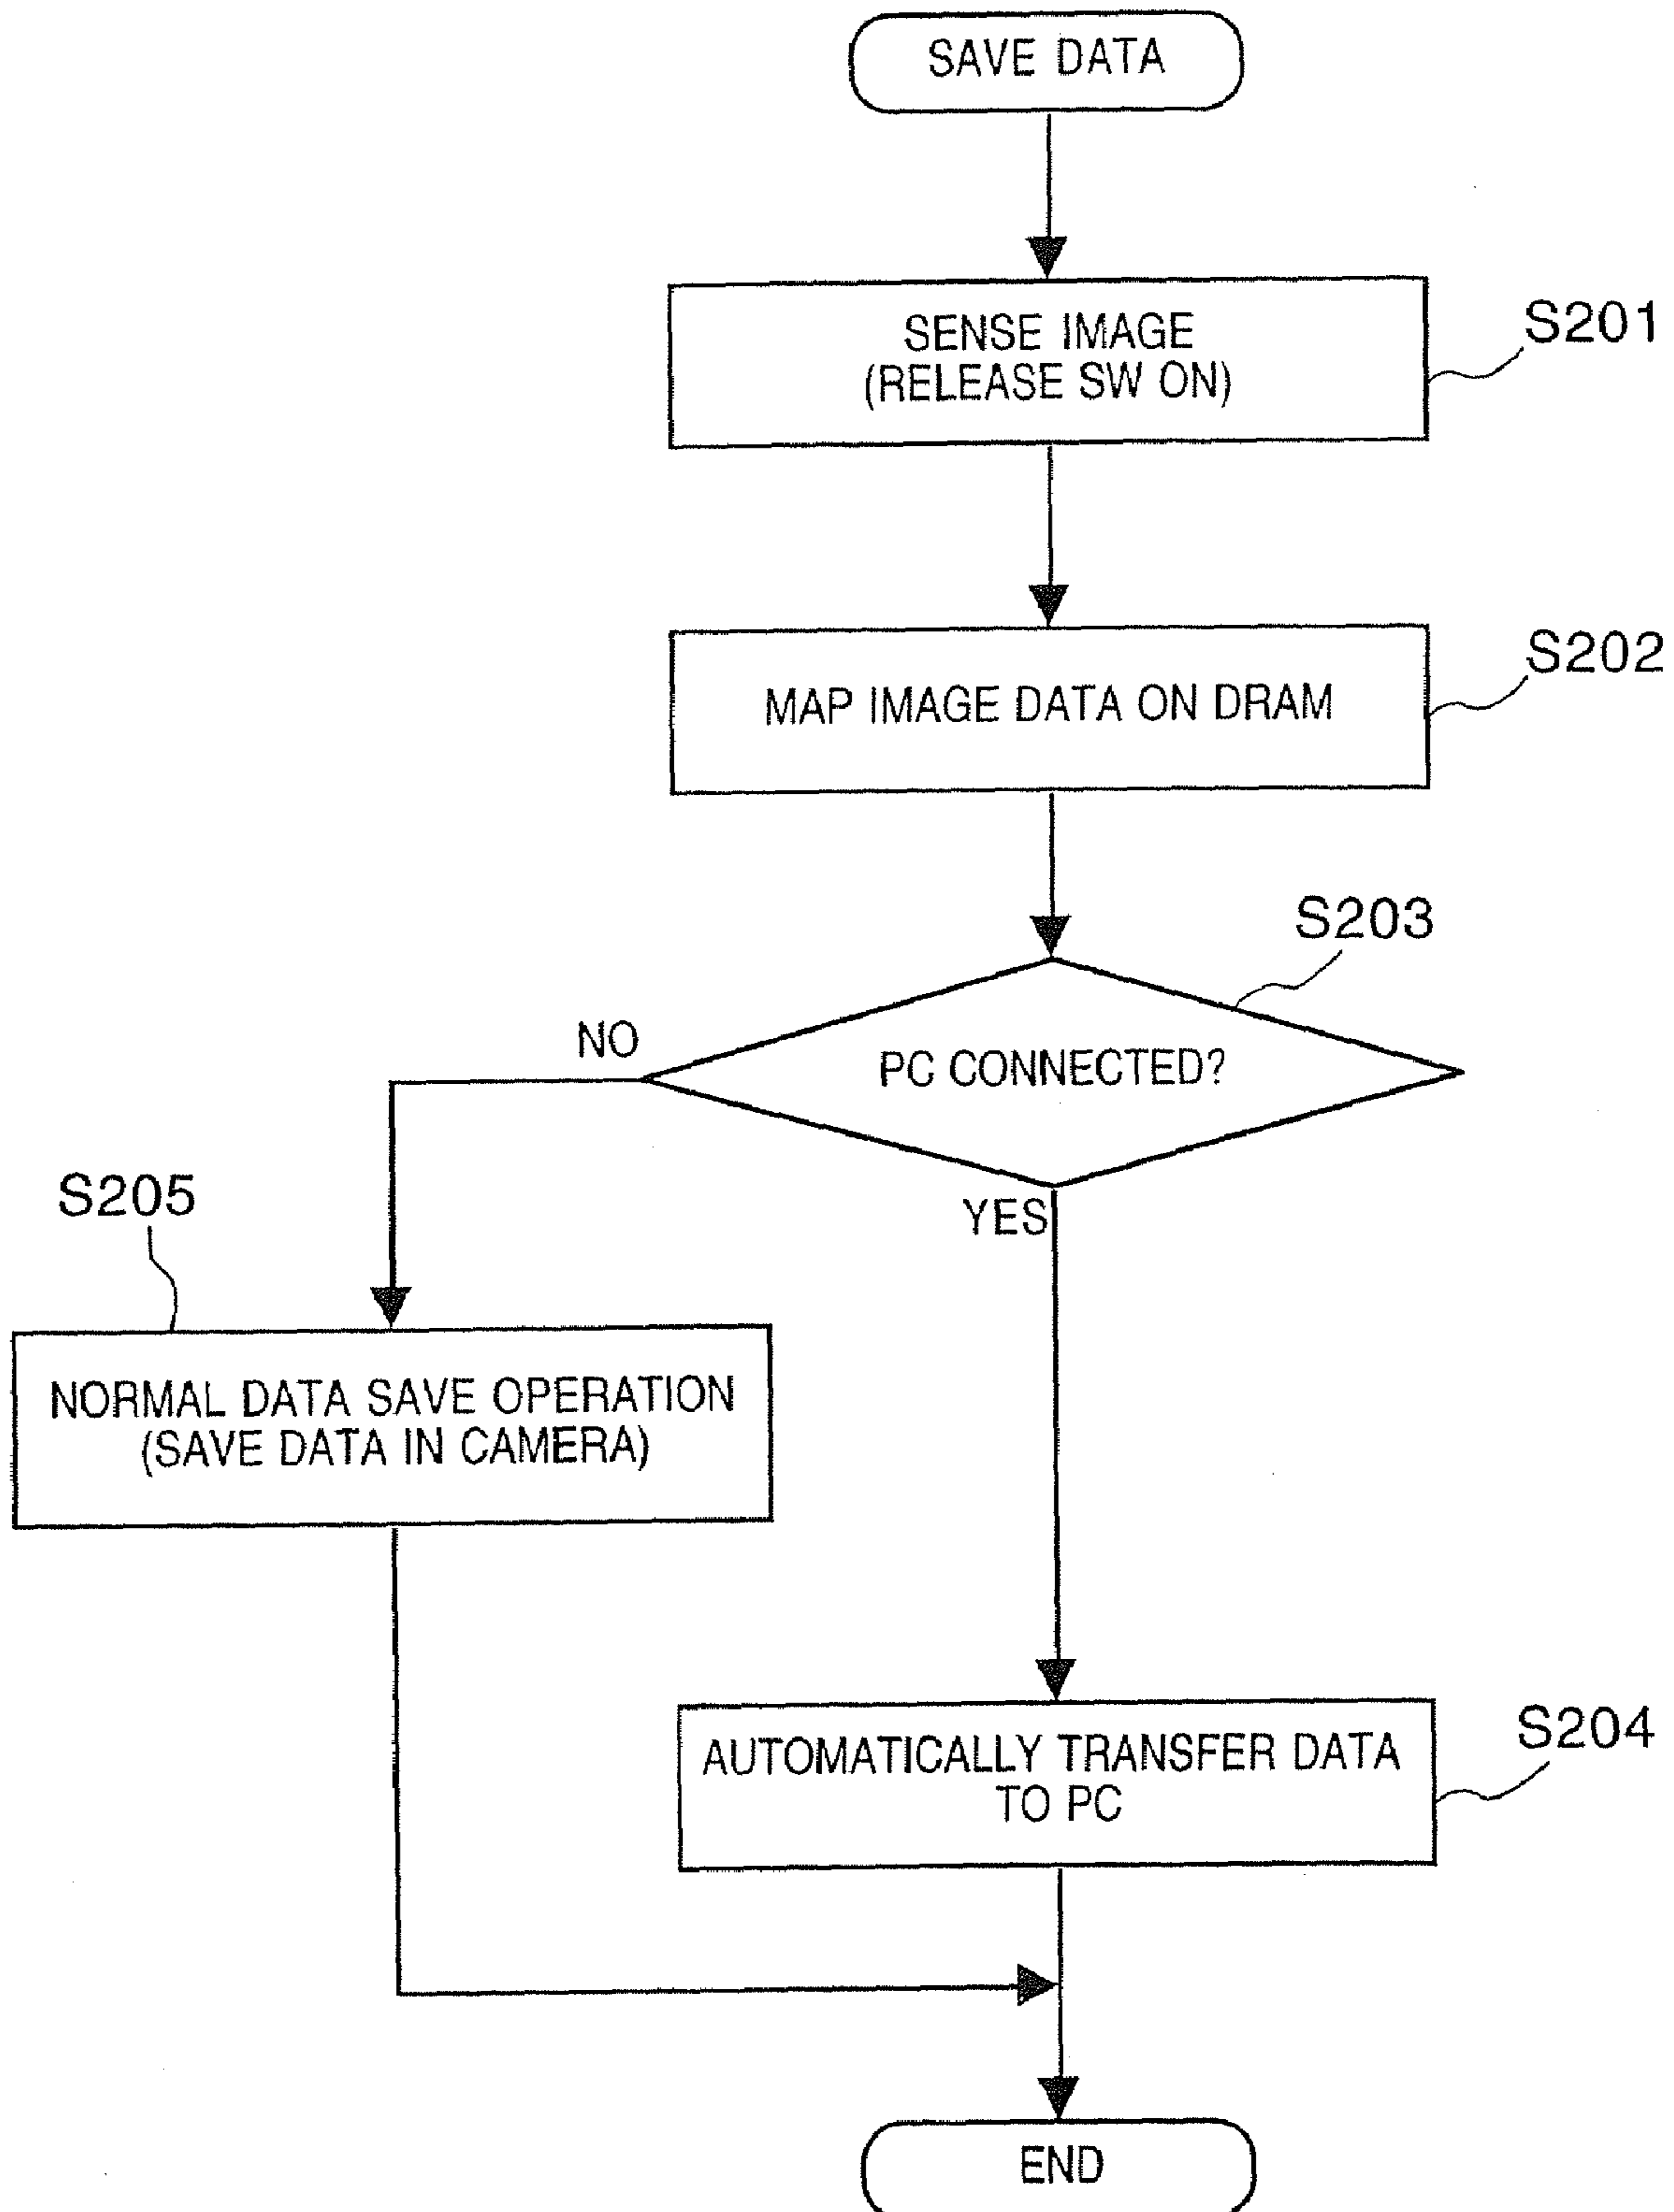 SAVE DATA
SENSE IMAGE
(RELEASE SW ON)
S201
MAP IMAGE DATA ON DRAM
S202
S203
PC CONNECTED?
NO
YES
S205
NORMAL DATA SAVE OPERATION
(SAVE DATA IN CAMERA)
AUTOMATICALLY TRANSFER DATA
TO PC
S204
END